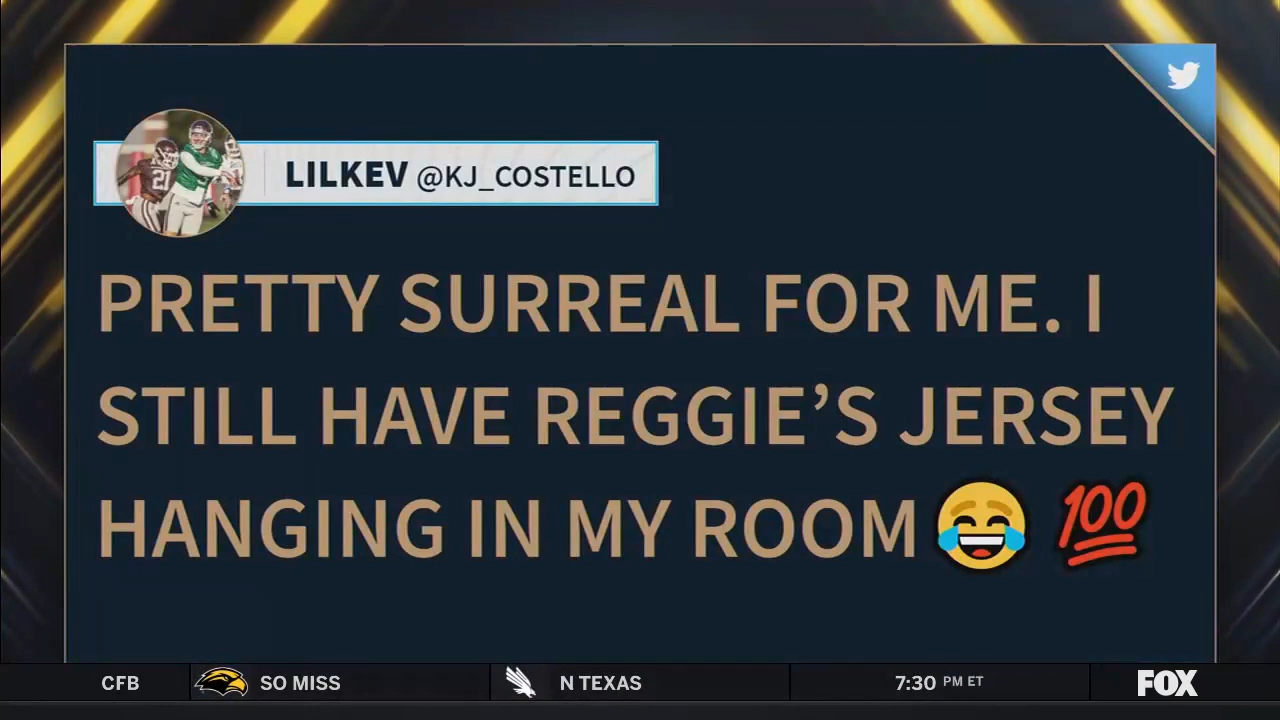 LILKEV @KJ_COSTELLO
PRETTY SURREAL FOR ME. I
STILL HAVE REGGIE’S JERSEY
HANGING IN MY ROOM 😂 💯
CFB SO MISS N TEXAS 7:30 PM ET FOX